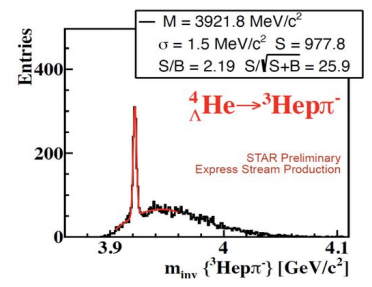 M = 3921.8 MeV/c²
σ = 1.5 MeV/c² S = 977.8
S/B = 2.19 S/√S+B = 25.9
⁴ΛHe→³Hepπ⁻
STAR Preliminary
Express Stream Production
Entries
400
200
0
3.9 4 4.1
mᵢₙᵥ {³Hepπ⁻} [GeV/c²]